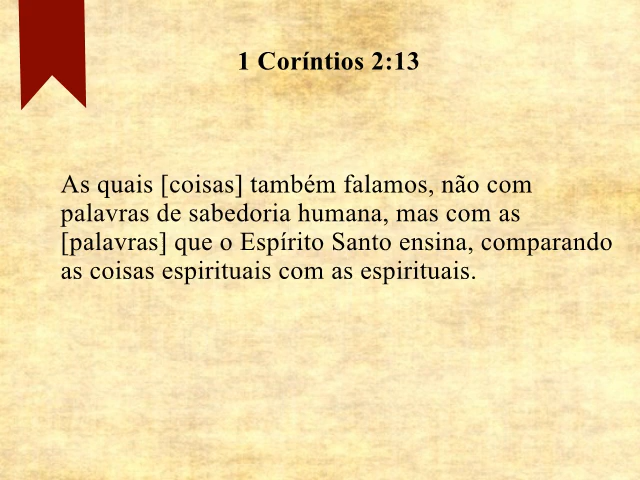 1 Coríntios 2:13
As quais [coisas] também falamos, não com
palavras de sabedoria humana, mas com as
[palavras] que o Espírito Santo ensina, comparando
as coisas espirituais com as espirituais.